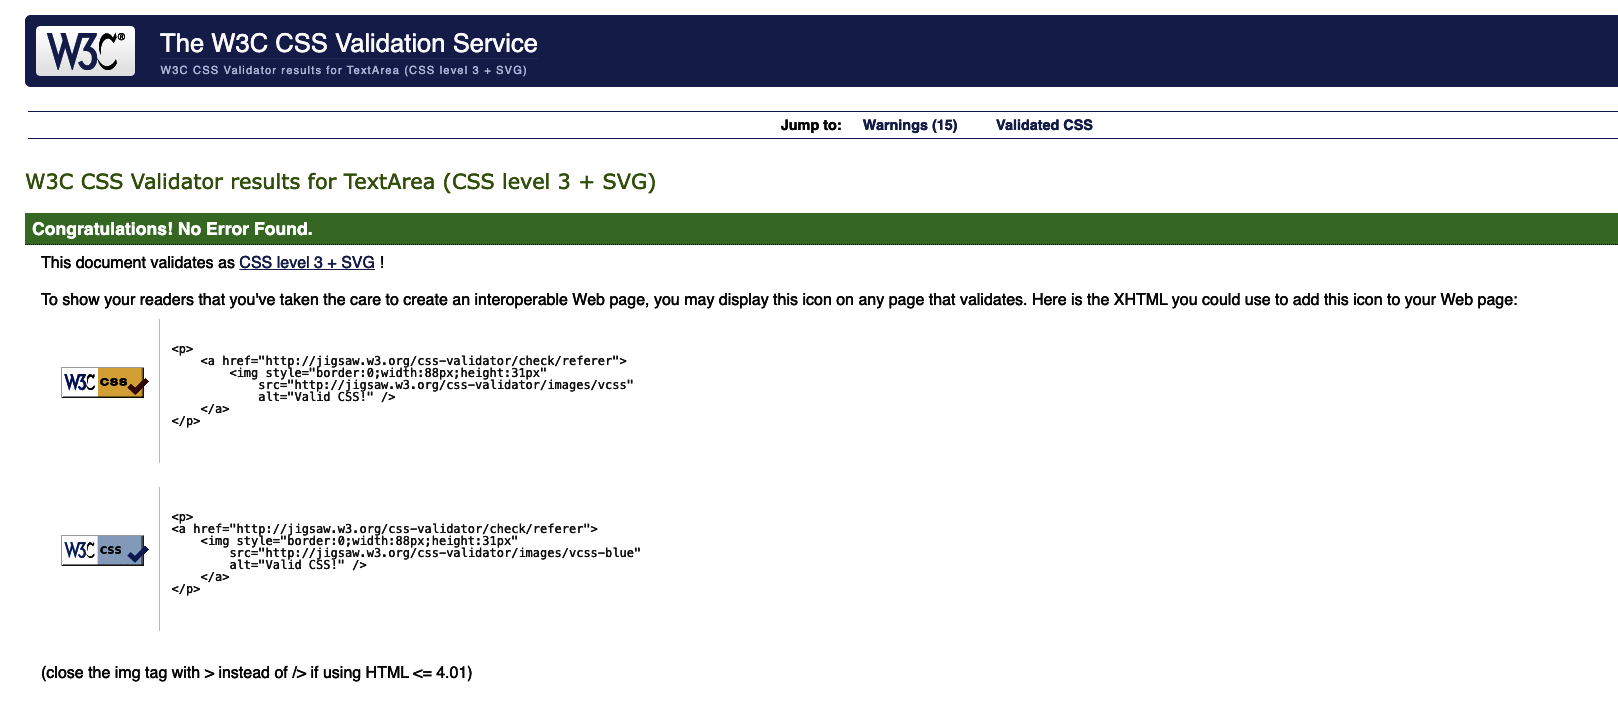 W3C®
The W3C CSS Validation Service
W3C CSS Validator results for TextArea (CSS level 3 + SVG)
Jump to: Warnings (15) Validated CSS
W3C CSS Validator results for TextArea (CSS level 3 + SVG)
Congratulations! No Error Found.
This document validates as CSS level 3 + SVG !
To show your readers that you've taken the care to create an interoperable Web page, you may display this icon on any page that validates. Here is the XHTML you could use to add this icon to your Web page:
W3C css
<p>
<a href="http://jigsaw.w3.org/css-validator/check/referer">
<img style="border:0;width:88px;height:31px"
src="http://jigsaw.w3.org/css-validator/images/vcss"
alt="Valid CSS!" />
</a>
</p>
W3C css
<p>
<a href="http://jigsaw.w3.org/css-validator/check/referer">
<img style="border:0;width:88px;height:31px"
src="http://jigsaw.w3.org/css-validator/images/vcss-blue"
alt="Valid CSS!" />
</a>
</p>
(close the img tag with > instead of /> if using HTML <= 4.01)